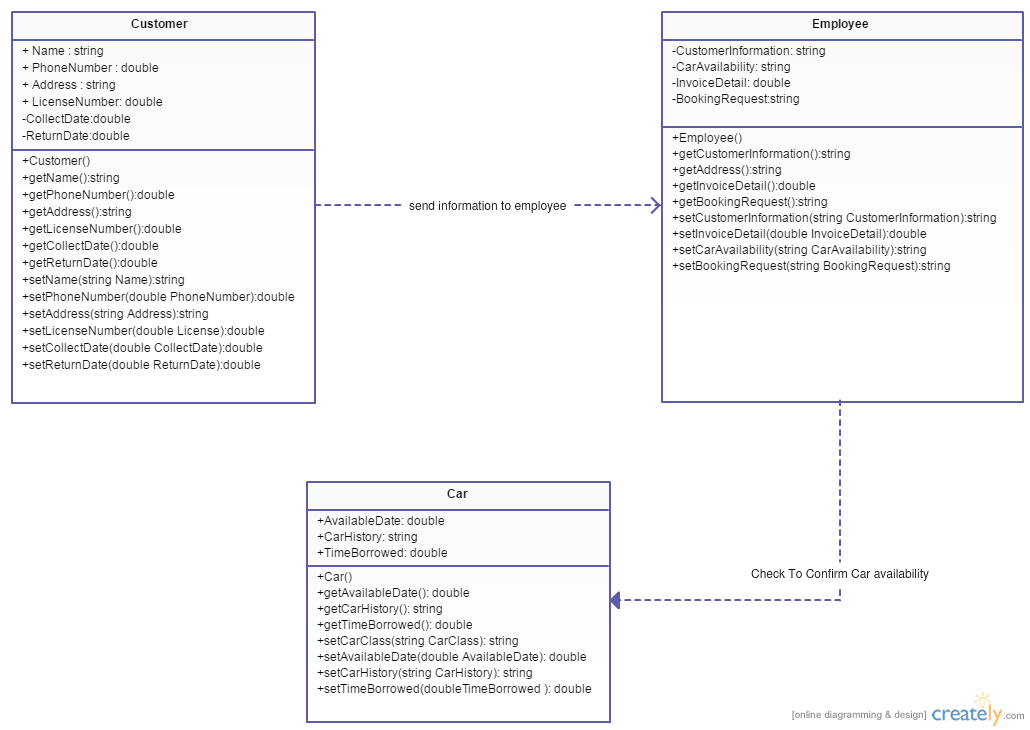 Customer
+ Name : string
+ PhoneNumber : double
+ Address : string
+ LicenseNumber: double
-CollectDate:double
-ReturnDate:double
+Customer()
+getName():string
+getPhoneNumber():double
+getAddress():string
+getLicenseNumber():double
+getCollectDate():double
+getReturnDate():double
+setName(string Name):string
+setPhoneNumber(double PhoneNumber):double
+setAddress(string Address):string
+setLicenseNumber(double License):double
+setCollectDate(double CollectDate):double
+setReturnDate(double ReturnDate):double
send information to employee
Employee
-CustomerInformation: string
-CarAvailability: string
-InvoiceDetail: double
-BookingRequest:string
+Employee()
+getCustomerInformation():string
+getAddress():string
+getInvoiceDetail():double
+getBookingRequest():string
+setCustomerInformation(string CustomerInformation):string
+setInvoiceDetail(double InvoiceDetail):double
+setCarAvailability(string CarAvailability):string
+setBookingRequest(string BookingRequest):string
Check To Confirm Car availability
Car
+AvailableDate: double
+CarHistory: string
+TimeBorrowed: double
+Car()
+getAvailableDate(): double
+getCarHistory(): string
+getTimeBorrowed(): double
+setCarClass(string CarClass): string
+setAvailableDate(double AvailableDate): double
+setCarHistory(string CarHistory): string
+setTimeBorrowed(doubleTimeBorrowed ): double
[online diagramming & design] creately.com